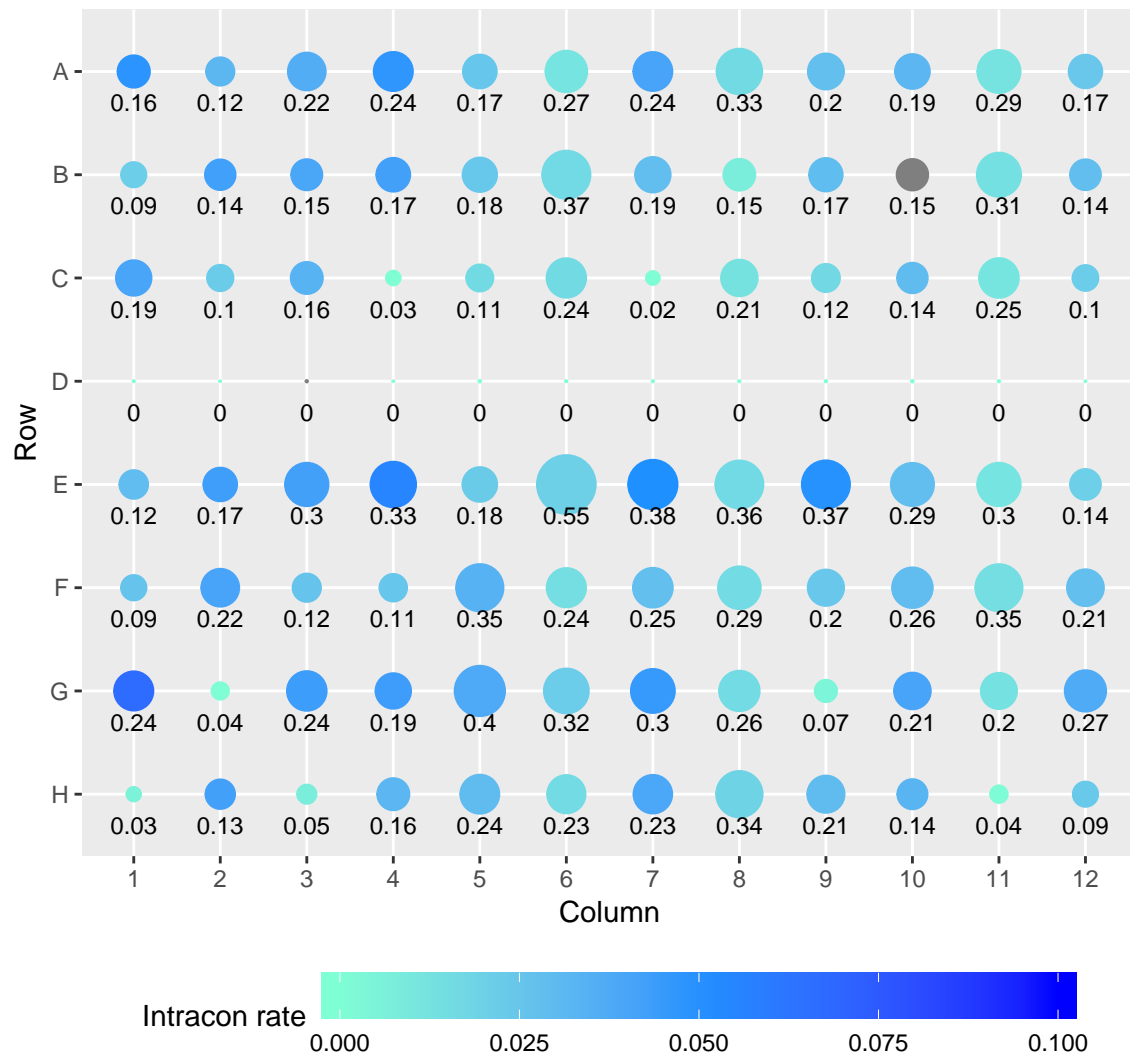 A
0.16 0.12 0.22 0.24 0.17 0.27 0.24 0.33 0.2 0.19 0.29 0.17
B
0.09 0.14 0.15 0.17 0.18 0.37 0.19 0.15 0.17 0.15 0.31 0.14
C
0.19 0.1 0.16 0.03 0.11 0.24 0.02 0.21 0.12 0.14 0.25 0.1
D
0 0 0 0 0 0 0 0 0 0 0 0
Row
E
0.12 0.17 0.3 0.33 0.18 0.55 0.38 0.36 0.37 0.29 0.3 0.14
F
0.09 0.22 0.12 0.11 0.35 0.24 0.25 0.29 0.2 0.26 0.35 0.21
G
0.24 0.04 0.24 0.19 0.4 0.32 0.3 0.26 0.07 0.21 0.2 0.27
H
0.03 0.13 0.05 0.16 0.24 0.23 0.23 0.34 0.21 0.14 0.04 0.09
1 2 3 4 5 6 7 8 9 10 11 12
Column
Intracon rate
0.000 0.025 0.050 0.075 0.100